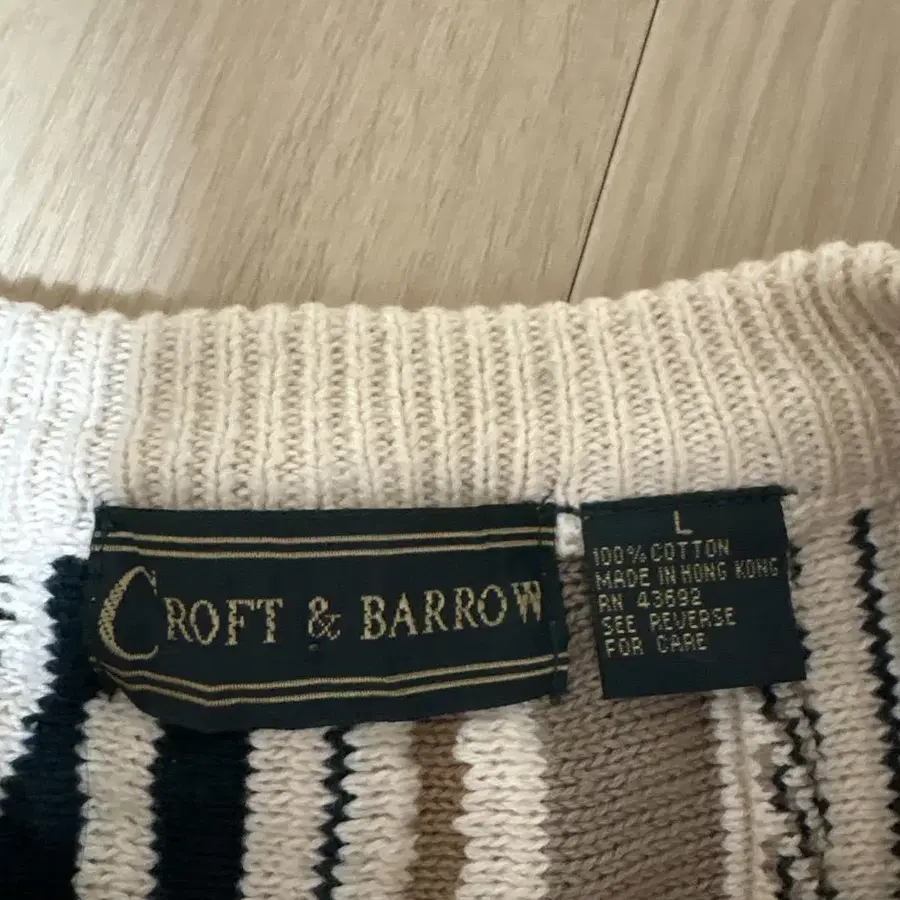 CROFT & BARROW
L
100% COTTON
MADE IN HONG KONG
RN 43692
SEE REVERSE
FOR CARE